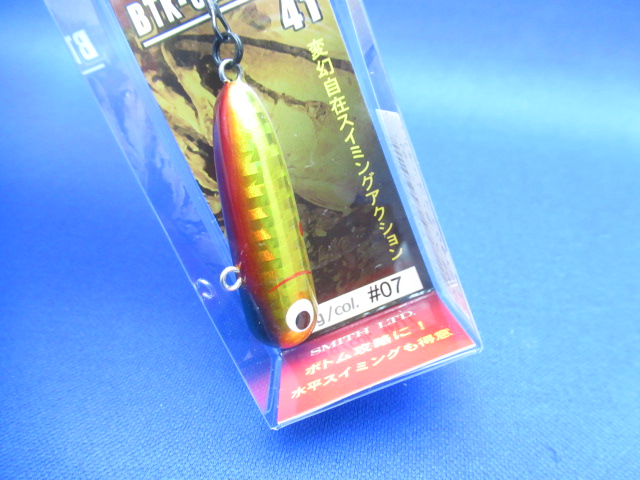 41
変幻自在スイミングアクション
g/col. #07
SMITH LTD.
ボトム攻略に!
水平スイミングも得意